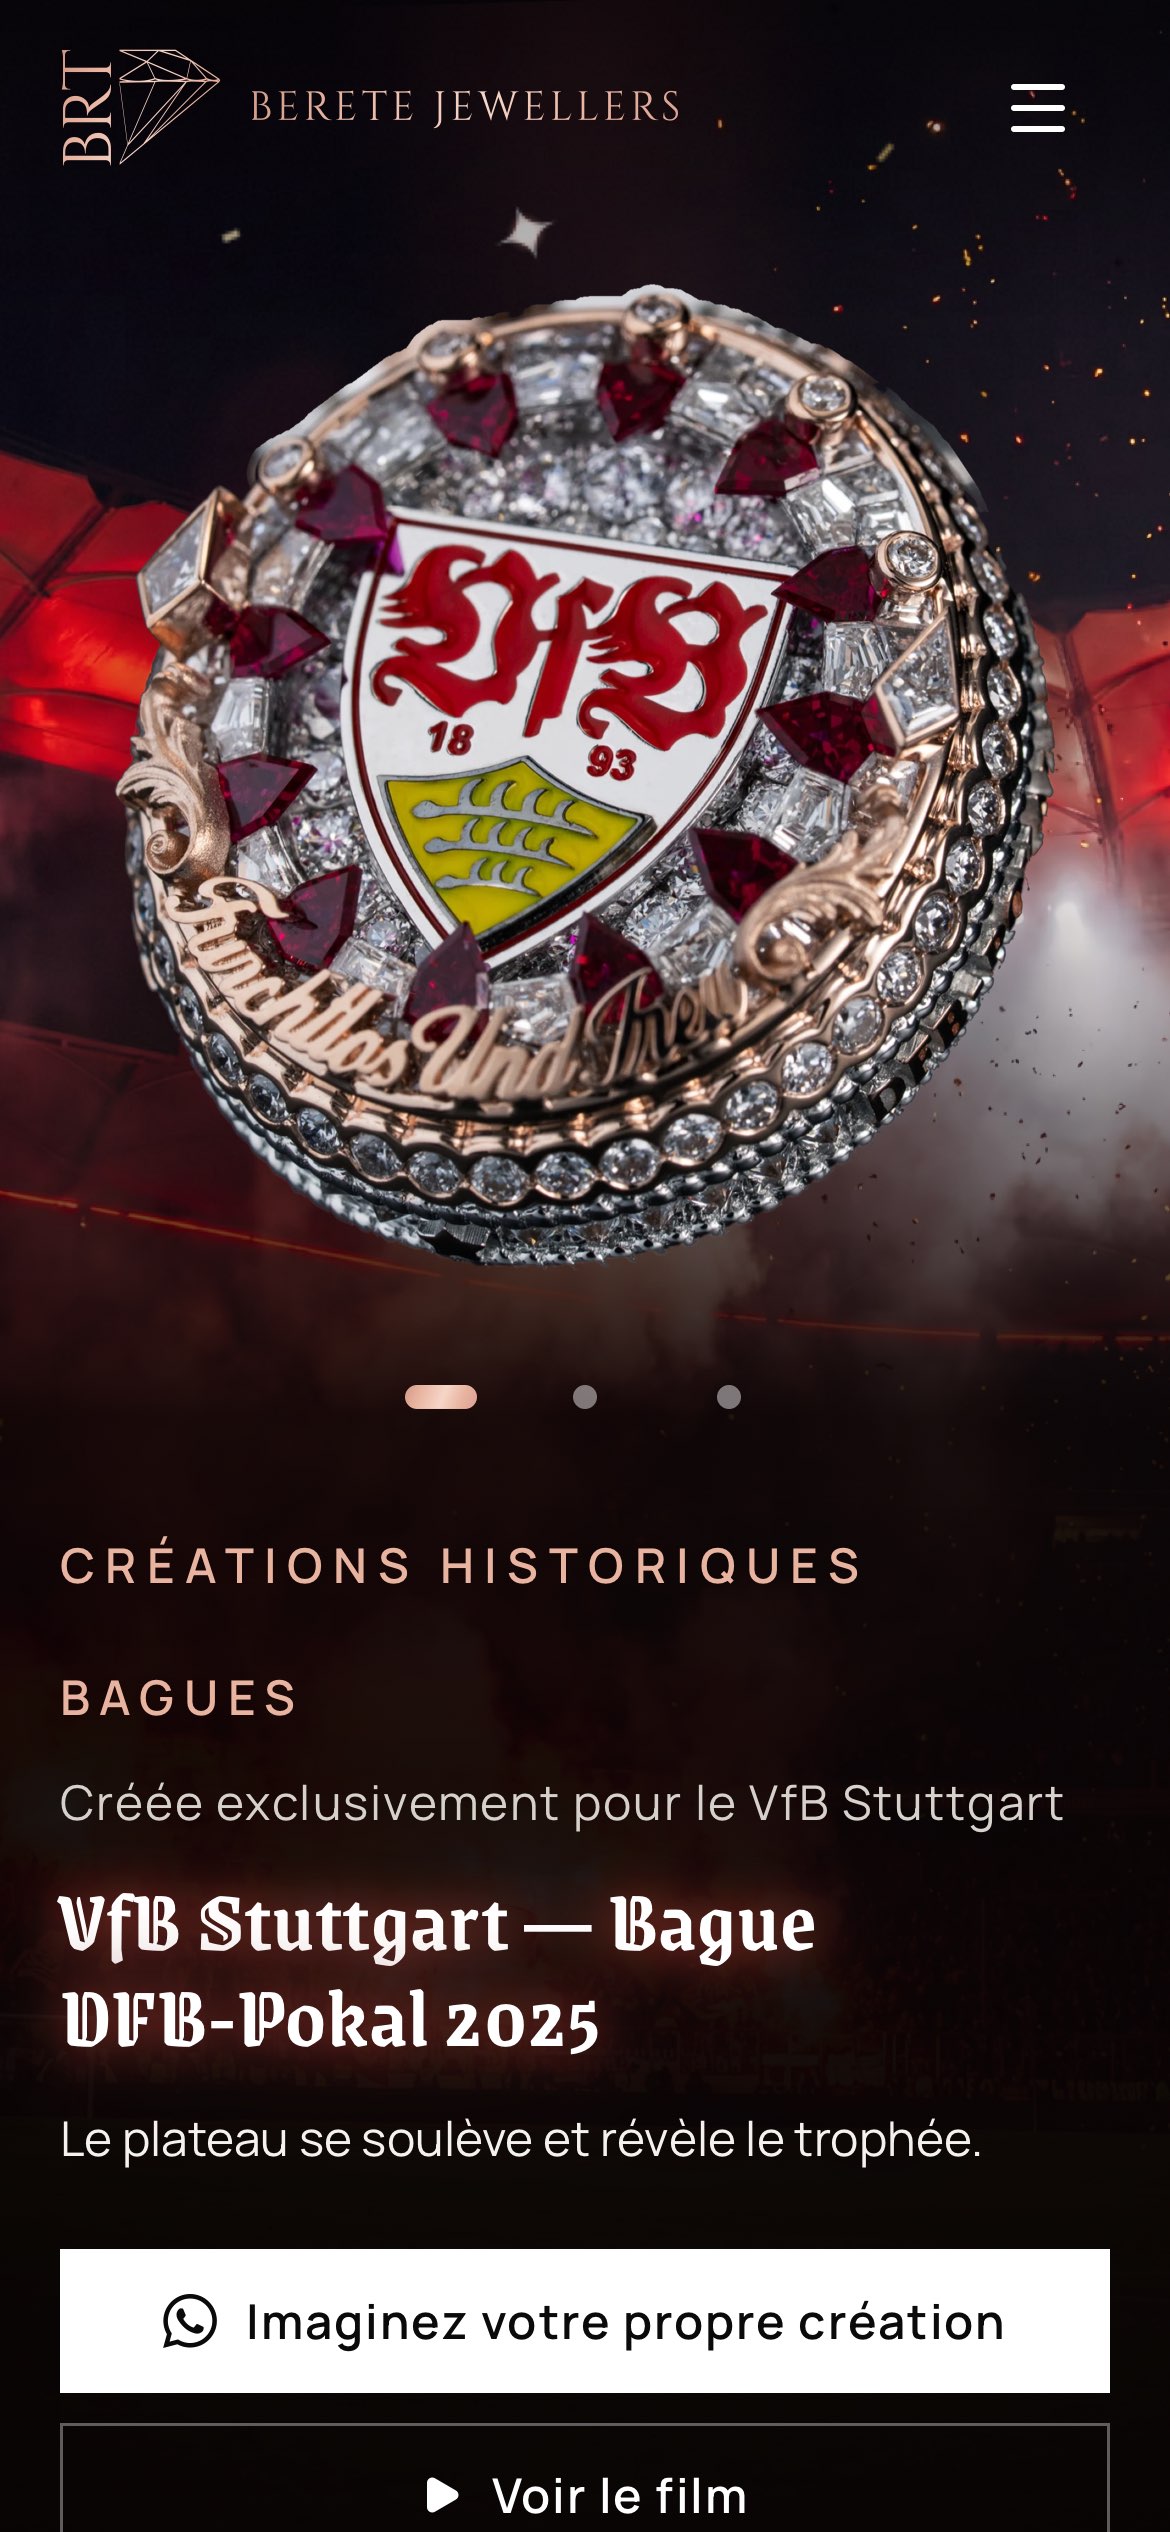 BRT
BERETE JEWELLERS
VfB
18 93
Furchtlos Und Treu
DFB
CRÉATIONS HISTORIQUES
BAGUES
Créée exclusivement pour le VfB Stuttgart
VfB Stuttgart — Bague
DFB-Pokal 2025
Le plateau se soulève et révèle le trophée.
Imaginez votre propre création
Voir le film